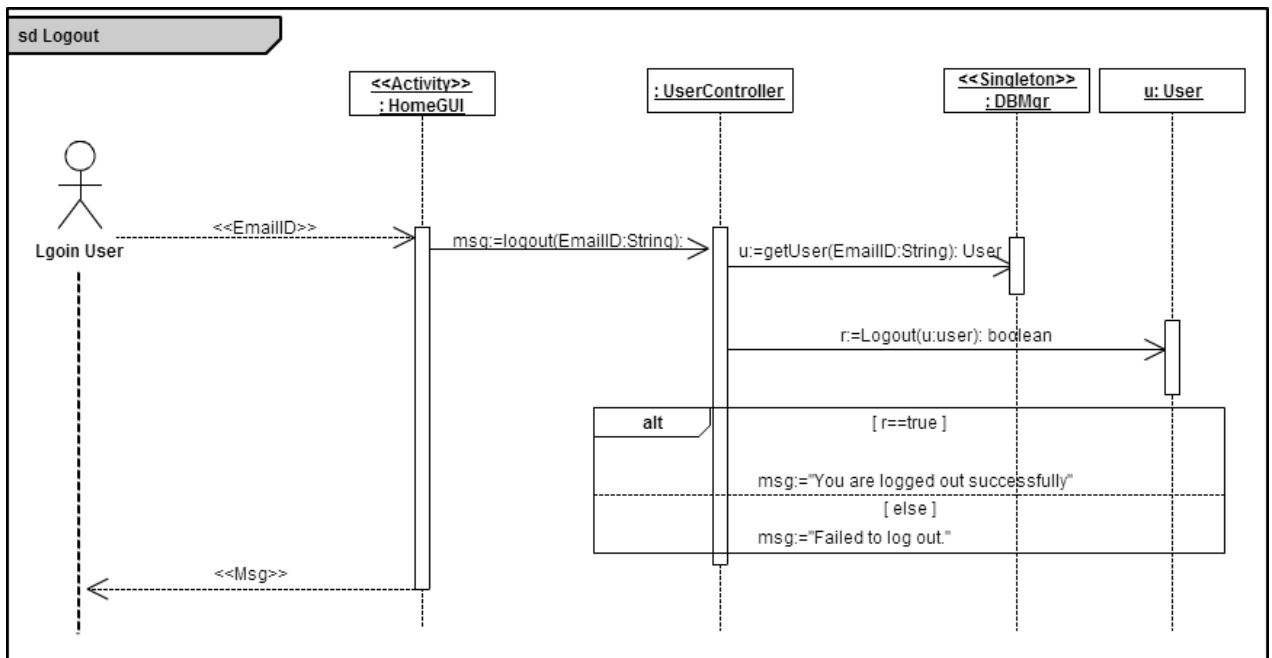 sd Logout
<<Activity>>
: HomeGUI
: UserController
<<Singleton>>
: DBMgr
u: User
Lgoin User
<<EmailID>>
msg:=logout(EmailID:String):
u:=getUser(EmailID:String): User
r:=Logout(u:user): boolean
alt
[ r==true ]
msg:="You are logged out successfully"
[ else ]
msg:="Failed to log out."
<<Msg>>